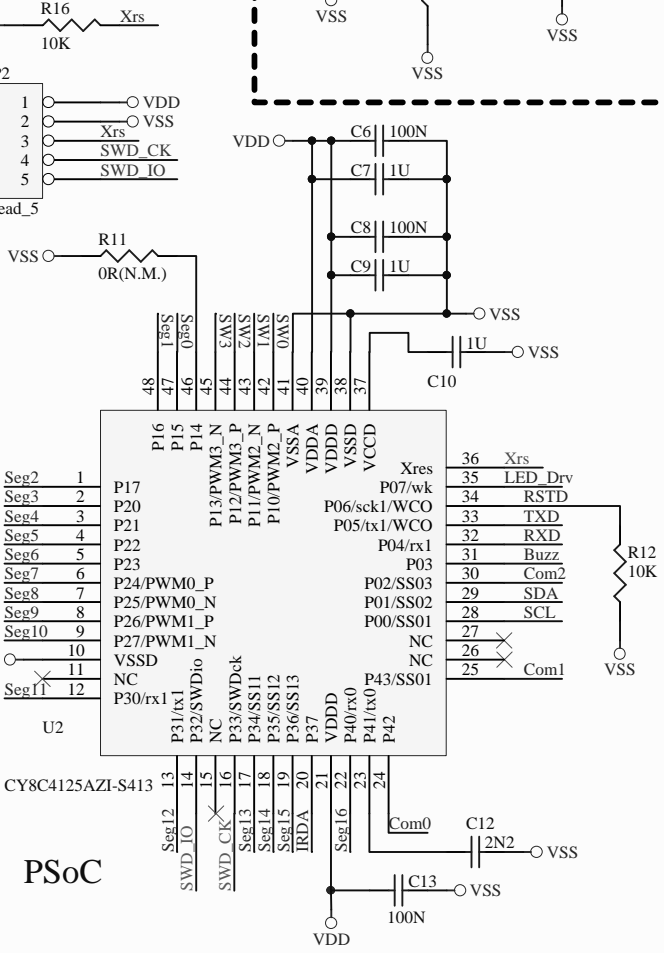 R16
Xrs
10K
VSS
VSS
VSS
P2
1 VDD
2 VSS
3 Xrs
4 SWD_CK
5 SWD_IO
ead_5
VDD
C6 100N
C7 1U
C8 100N
C9 1U
VSS
VSS
R11
0R(N.M.)
C10
1U
VSS
Seg1
Seg0
SW3
SW2
SW1
SW0
48 P16
47 P15
46 P14
45 P13/PWM3_N
44 P12/PWM3_P
43 P11/PWM2_N
42 P10/PWM2_P
41 VSSA
40 VDDA
39 VDDD
38 VSSD
37 VCCD
Seg2 1 P17
Seg3 2 P20
Seg4 3 P21
Seg5 4 P22
Seg6 5 P23
Seg7 6 P24/PWM0_P
Seg8 7 P25/PWM0_N
Seg9 8 P26/PWM1_P
Seg10 9 P27/PWM1_N
10 VSSD
11 NC
Seg11 12 P30/rx1
Xres 36 Xrs
P07/wk 35 LED_Drv
P06/sck1/WCO 34 RSTD
P05/tx1/WCO 33 TXD
P04/rx1 32 RXD
P03 31 Buzz
P02/SS03 30 Com2
P01/SS02 29 SDA
P00/SS01 28 SCL
NC 27
NC 26
P43/SS01 25 Com1
R12
10K
VSS
P31/tx1 13 Seg12
P32/SWDio 14 SWD_IO
NC 15
P33/SWDck 16 SWD_CK
P34/SS11 17 Seg13
P35/SS12 18 Seg14
P36/SS13 19 Seg15
P37 20 IRDA
VDDD 21
P40/rx0 22 Seg16
P41/tx0 23
P42 24 Com0
U2
CY8C4125AZI-S413
PSoC
C12
2N2
VSS
C13
100N
VSS
VDD